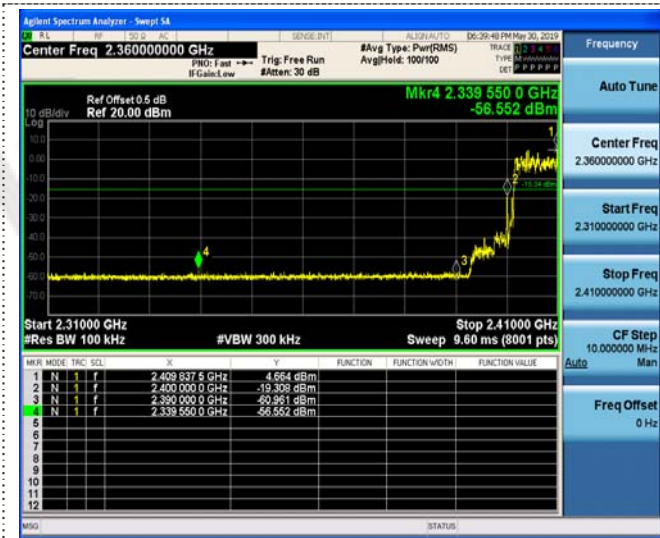 Agilent Spectrum Analyzer - Swept SA
RL RF 50 Ω AC SENSE:INT ALIGN AUTO 06:39:48 PM May 30, 2019
Center Freq 2.360000000 GHz #Avg Type: Pwr(RMS) TRACE 1 2 3 4 5 6
PNO: Fast Trig: Free Run Avg|Hold: 100/100 TYPE
IFGain:Low #Atten: 30 dB DET P P P P P P
Mkr4 2.339 550 0 GHz
-56.552 dBm
Ref Offset 0.5 dB
10 dB/div Ref 20.00 dBm
Log
10.0
0.00
-10.0
-20.0
-30.0
-40.0
-50.0
-60.0
-70.0
1
2
-15.34 dBm
3
4
Start 2.31000 GHz Stop 2.41000 GHz
#Res BW 100 kHz #VBW 300 kHz Sweep 9.60 ms (8001 pts)
MKR MODE TRC SCL X Y FUNCTION FUNCTION WIDTH FUNCTION VALUE
1 N 1 f 2.409 837 5 GHz 4.664 dBm
2 N 1 f 2.400 000 0 GHz -19.308 dBm
3 N 1 f 2.390 000 0 GHz -60.961 dBm
4 N 1 f 2.339 550 0 GHz -56.552 dBm
5
6
7
8
9
10
11
12
MSG STATUS
Frequency
Auto Tune
Center Freq
2.360000000 GHz
Start Freq
2.310000000 GHz
Stop Freq
2.410000000 GHz
CF Step
10.000000 MHz
Auto Man
Freq Offset
0 Hz